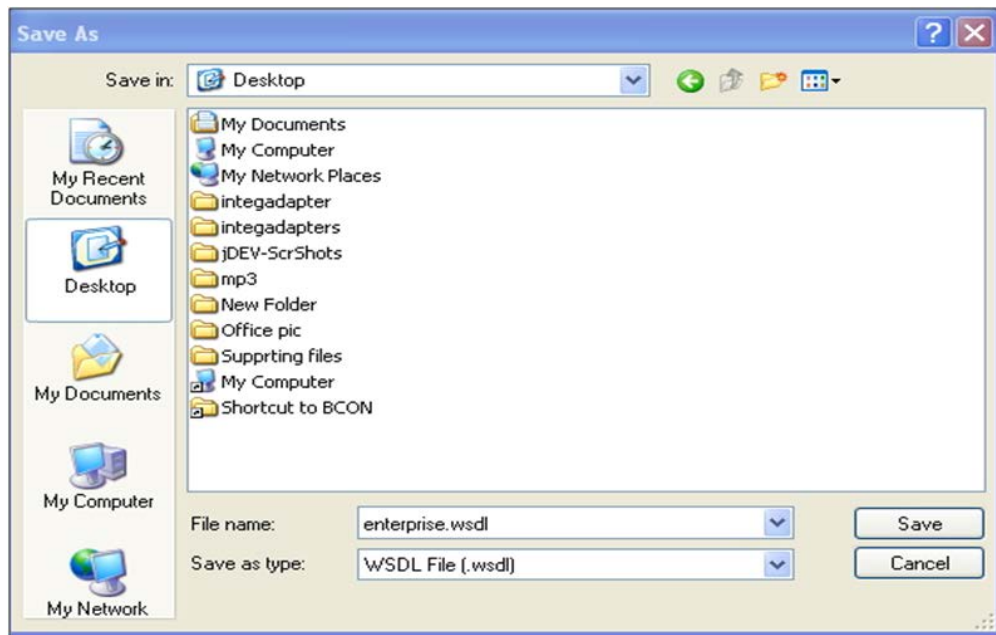 Save As
Save in:
Desktop
My Recent
Documents
Desktop
My Documents
My Computer
My Network
My Documents
My Computer
My Network Places
integadapter
integadapters
jDEV-ScrShots
mp3
New Folder
Office pic
Supprting files
My Computer
Shortcut to BCON
File name:
enterprise.wsdl
Save
Save as type:
WSDL File (.wsdl)
Cancel